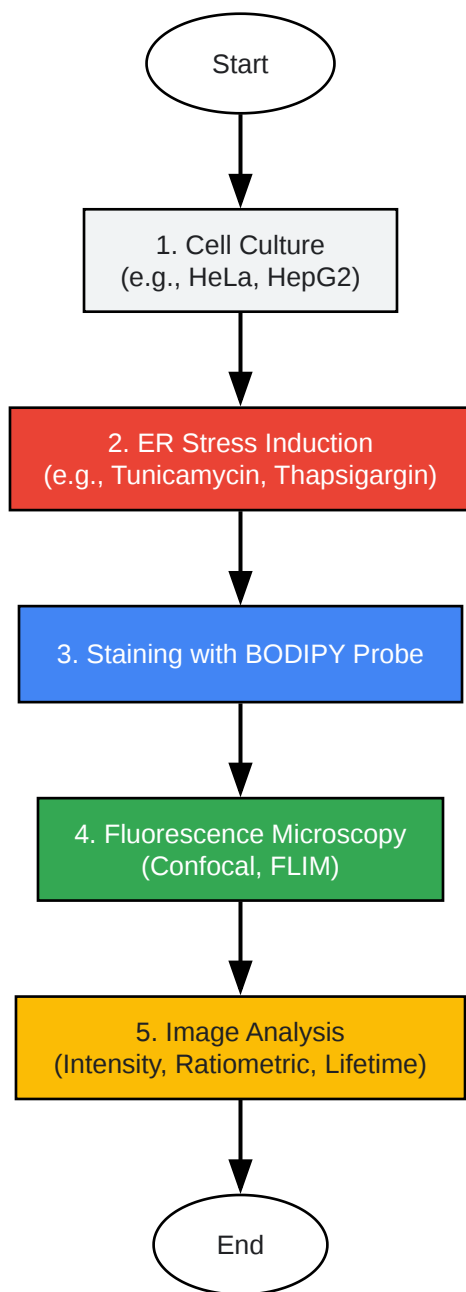 Start
1. Cell Culture
(e.g., HeLa, HepG2)
2. ER Stress Induction
(e.g., Tunicamycin, Thapsigargin)
3. Staining with BODIPY Probe
4. Fluorescence Microscopy
(Confocal, FLIM)
5. Image Analysis
(Intensity, Ratiometric, Lifetime)
End